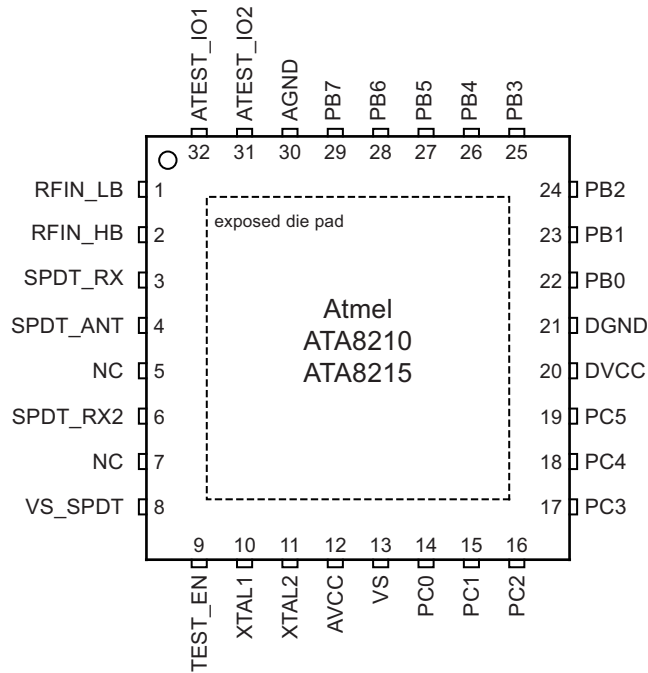 ATEST_IO1
ATEST_IO2
AGND
PB7
PB6
PB5
PB4
PB3
32 31 30 29 28 27 26 25
RFIN_LB 1
RFIN_HB 2
SPDT_RX 3
SPDT_ANT 4
NC 5
SPDT_RX2 6
NC 7
VS_SPDT 8
exposed die pad
Atmel
ATA8210
ATA8215
24 PB2
23 PB1
22 PB0
21 DGND
20 DVCC
19 PC5
18 PC4
17 PC3
9 10 11 12 13 14 15 16
TEST_EN
XTAL1
XTAL2
AVCC
VS
PC0
PC1
PC2